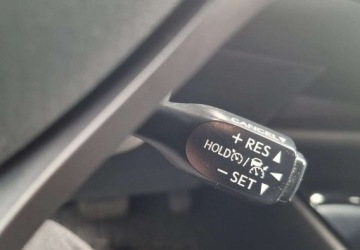 CANCEL
+ RES
HOLD /
- SET